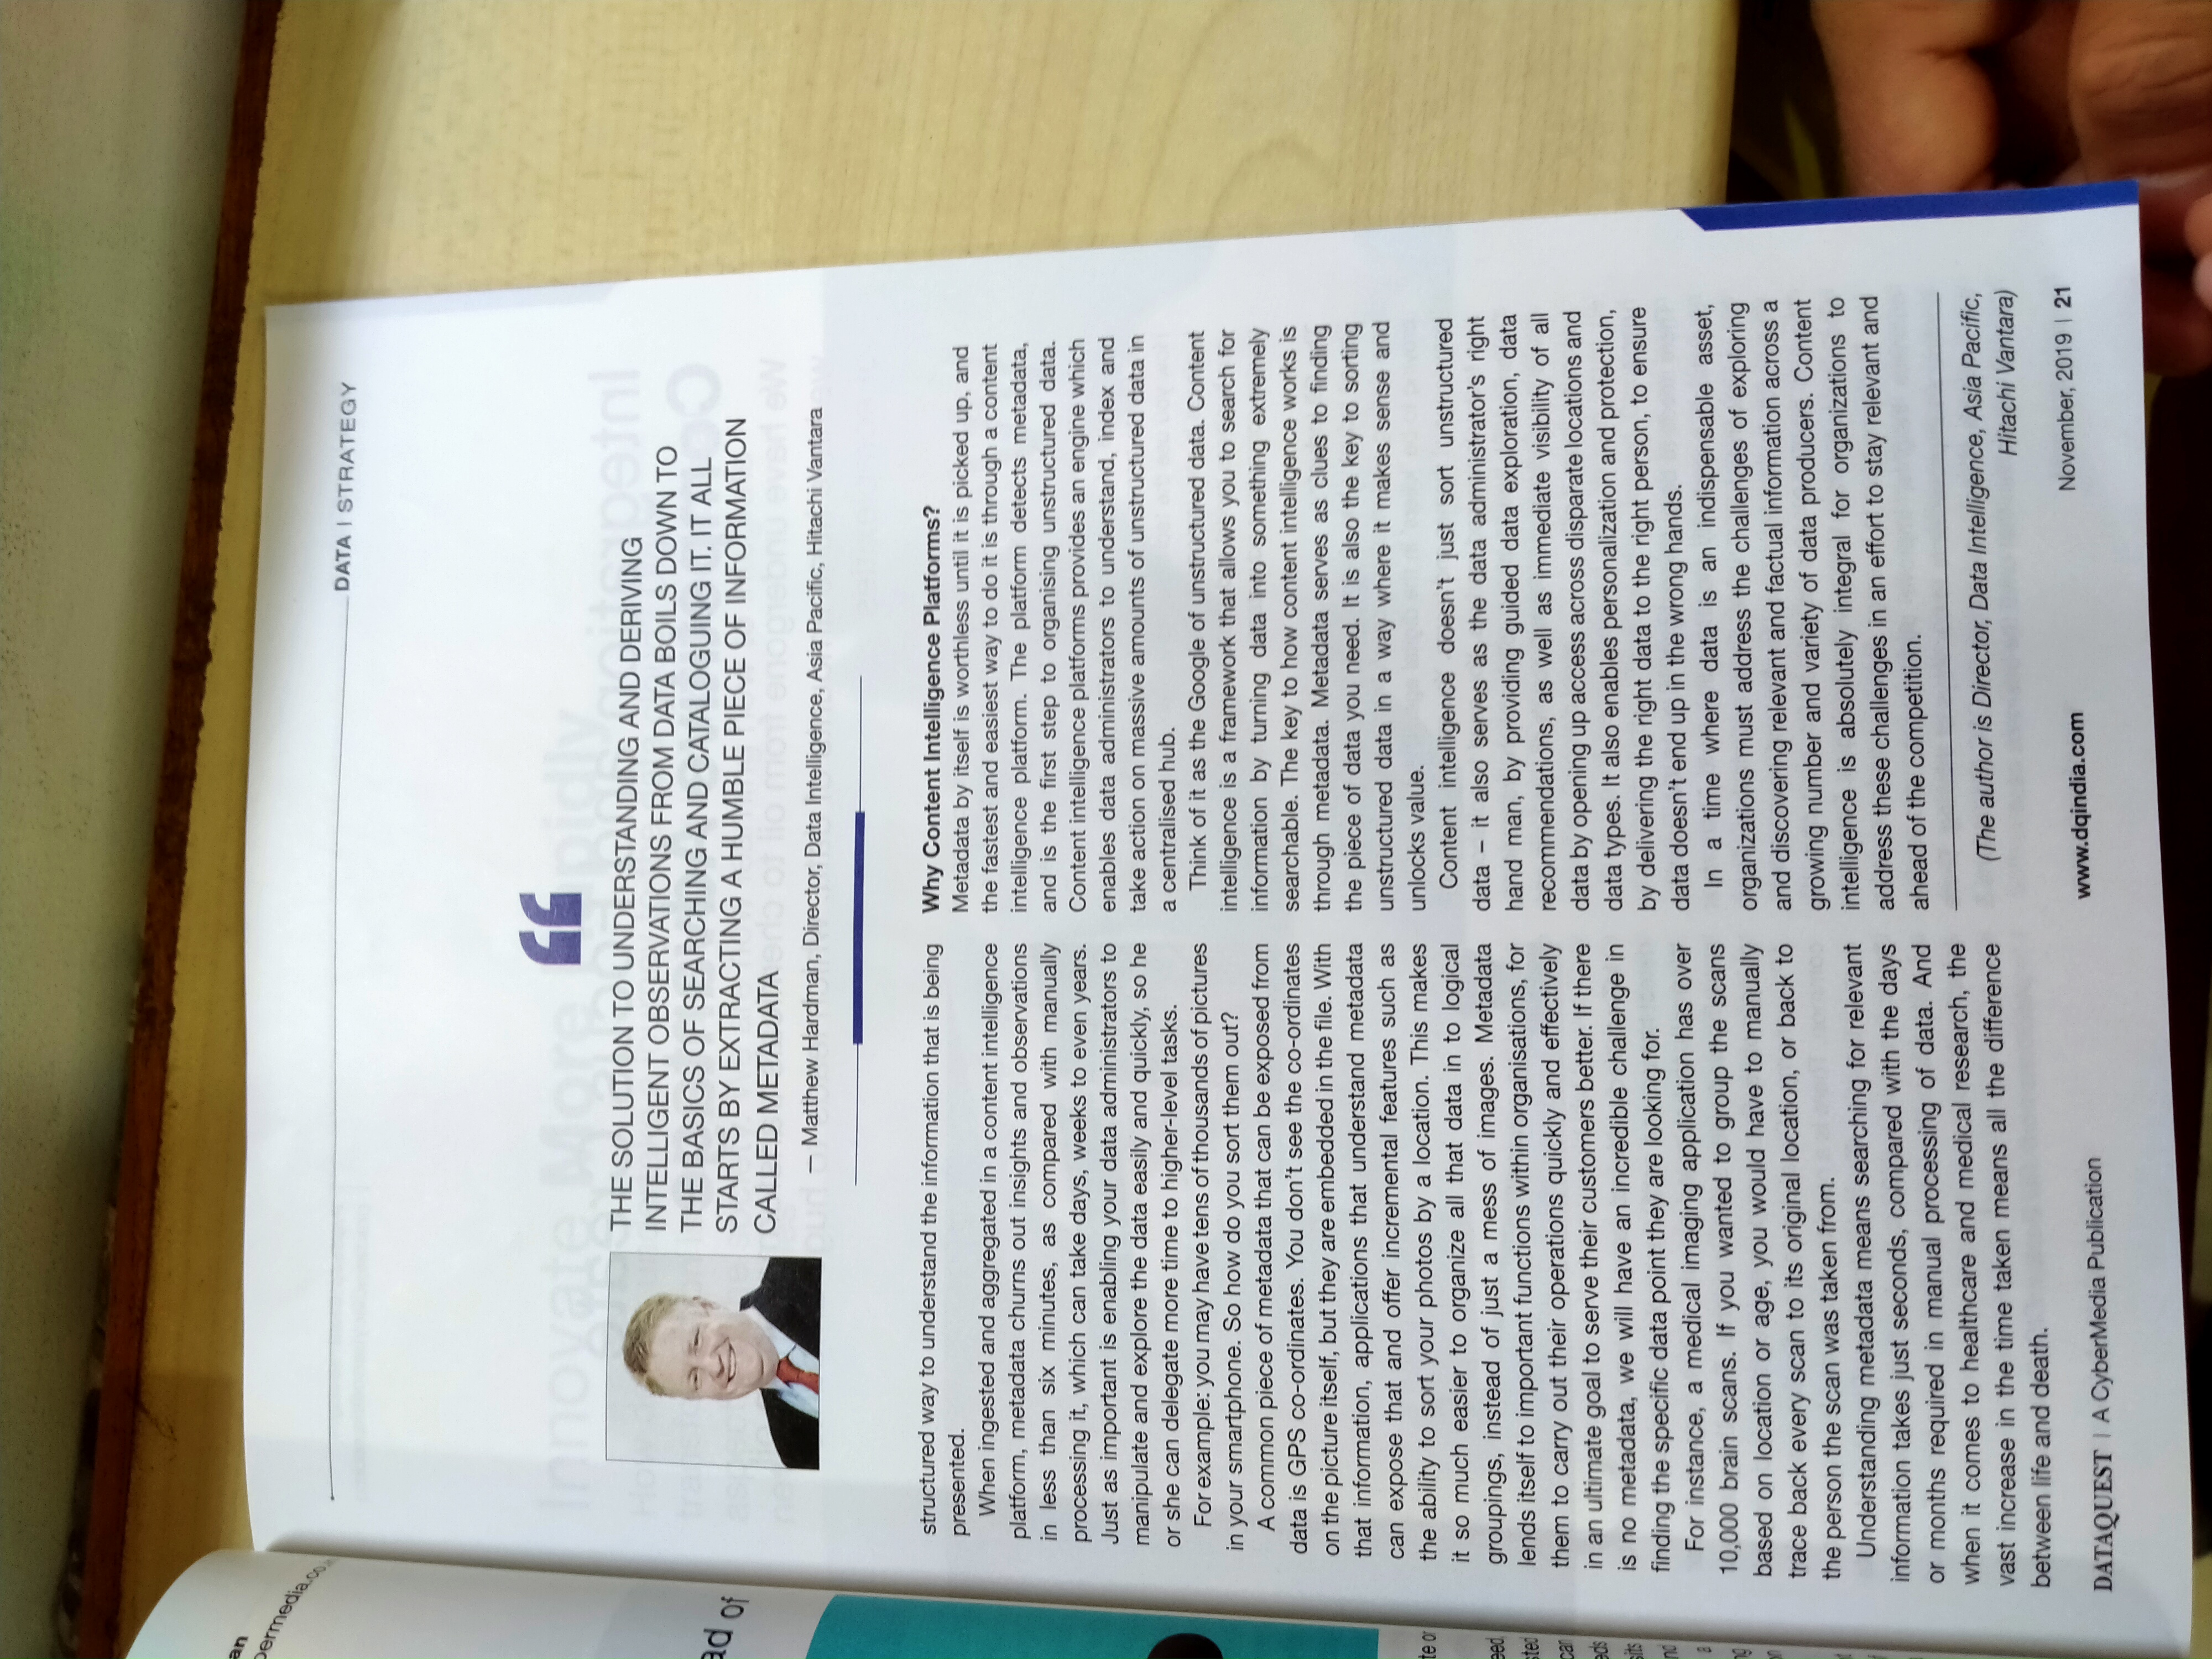 an
permedia.co
ad of
DATA | STRATEGY
THE SOLUTION TO UNDERSTANDING AND DERIVING
INTELLIGENT OBSERVATIONS FROM DATA BOILS DOWN TO
THE BASICS OF SEARCHING AND CATALOGUING IT. IT ALL
STARTS BY EXTRACTING A HUMBLE PIECE OF INFORMATION
CALLED METADATA
— Matthew Hardman, Director, Data Intelligence, Asia Pacific, Hitachi Vantara
structured way to understand the information that is being
presented.
When ingested and aggregated in a content intelligence
platform, metadata churns out insights and observations
in less than six minutes, as compared with manually
processing it, which can take days, weeks to even years.
Just as important is enabling your data administrators to
manipulate and explore the data easily and quickly, so he
or she can delegate more time to higher-level tasks.
For example: you may have tens of thousands of pictures
in your smartphone. So how do you sort them out?
A common piece of metadata that can be exposed from
data is GPS co-ordinates. You don't see the co-ordinates
on the picture itself, but they are embedded in the file. With
that information, applications that understand metadata
can expose that and offer incremental features such as
the ability to sort your photos by a location. This makes
it so much easier to organize all that data in to logical
groupings, instead of just a mess of images. Metadata
lends itself to important functions within organisations, for
them to carry out their operations quickly and effectively
in an ultimate goal to serve their customers better. If there
is no metadata, we will have an incredible challenge in
finding the specific data point they are looking for.
For instance, a medical imaging application has over
10,000 brain scans. If you wanted to group the scans
based on location or age, you would have to manually
trace back every scan to its original location, or back to
the person the scan was taken from.
Understanding metadata means searching for relevant
information takes just seconds, compared with the days
or months required in manual processing of data. And
when it comes to healthcare and medical research, the
vast increase in the time taken means all the difference
between life and death.
Why Content Intelligence Platforms?
Metadata by itself is worthless until it is picked up, and
the fastest and easiest way to do it is through a content
intelligence platform. The platform detects metadata,
and is the first step to organising unstructured data.
Content intelligence platforms provides an engine which
enables data administrators to understand, index and
take action on massive amounts of unstructured data in
a centralised hub.
Think of it as the Google of unstructured data. Content
intelligence is a framework that allows you to search for
information by turning data into something extremely
searchable. The key to how content intelligence works is
through metadata. Metadata serves as clues to finding
the piece of data you need. It is also the key to sorting
unstructured data in a way where it makes sense and
unlocks value.
Content intelligence doesn't just sort unstructured
data – it also serves as the data administrator's right
hand man, by providing guided data exploration, data
recommendations, as well as immediate visibility of all
data by opening up access across disparate locations and
data types. It also enables personalization and protection,
by delivering the right data to the right person, to ensure
data doesn't end up in the wrong hands.
In a time where data is an indispensable asset,
organizations must address the challenges of exploring
and discovering relevant and factual information across a
growing number and variety of data producers. Content
intelligence is absolutely integral for organizations to
address these challenges in an effort to stay relevant and
ahead of the competition.
(The author is Director, Data Intelligence, Asia Pacific,
Hitachi Vantara)
DATAQUEST | A CyberMedia Publication
www.dqindia.com
November, 2019 | 21